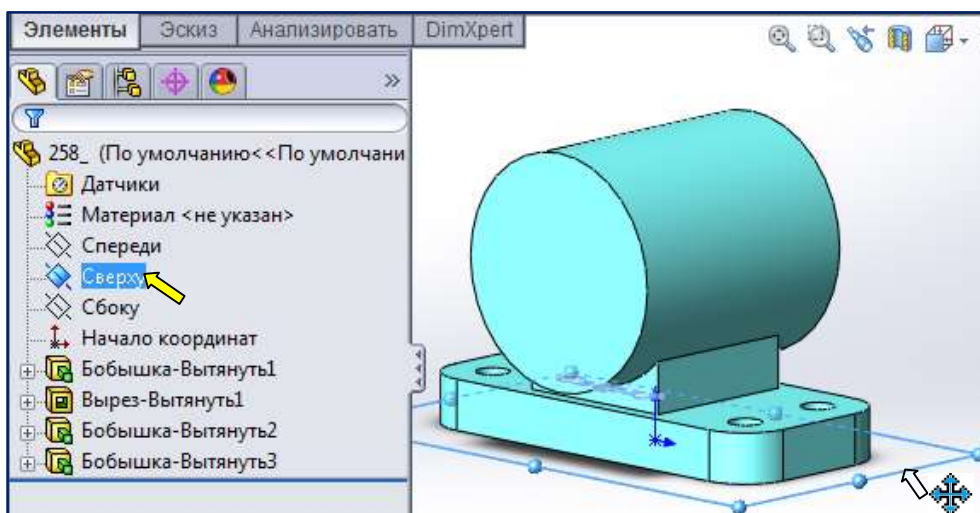 Элементы Эскиз Анализировать DimXpert
»
258_ (По умолчанию<<По умолчани
Датчики
Материал <не указан>
Спереди
Сверху
Сбоку
Начало координат
Бобышка-Вытянуть1
Вырез-Вытянуть1
Бобышка-Вытянуть2
Бобышка-Вытянуть3